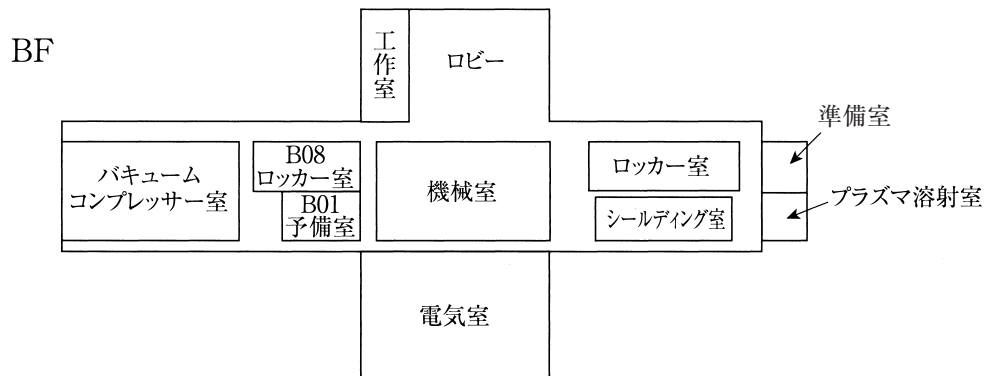 BF
工作室
ロビー
準備室
バキューム
コンプレッサー室
B08
ロッカー室
B01
予備室
機械室
ロッカー室
シールディング室
プラズマ溶射室
電気室